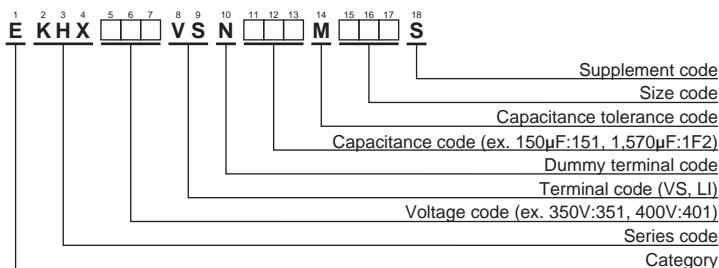 1 2 3 4 5 6 7 8 9 10 11 12 13 14 15 16 17 18
E KHX VS N M S
Supplement code
Size code
Capacitance tolerance code
Capacitance code (ex. 150µF:151, 1,570µF:1F2)
Dummy terminal code
Terminal code (VS, LI)
Voltage code (ex. 350V:351, 400V:401)
Series code
Category